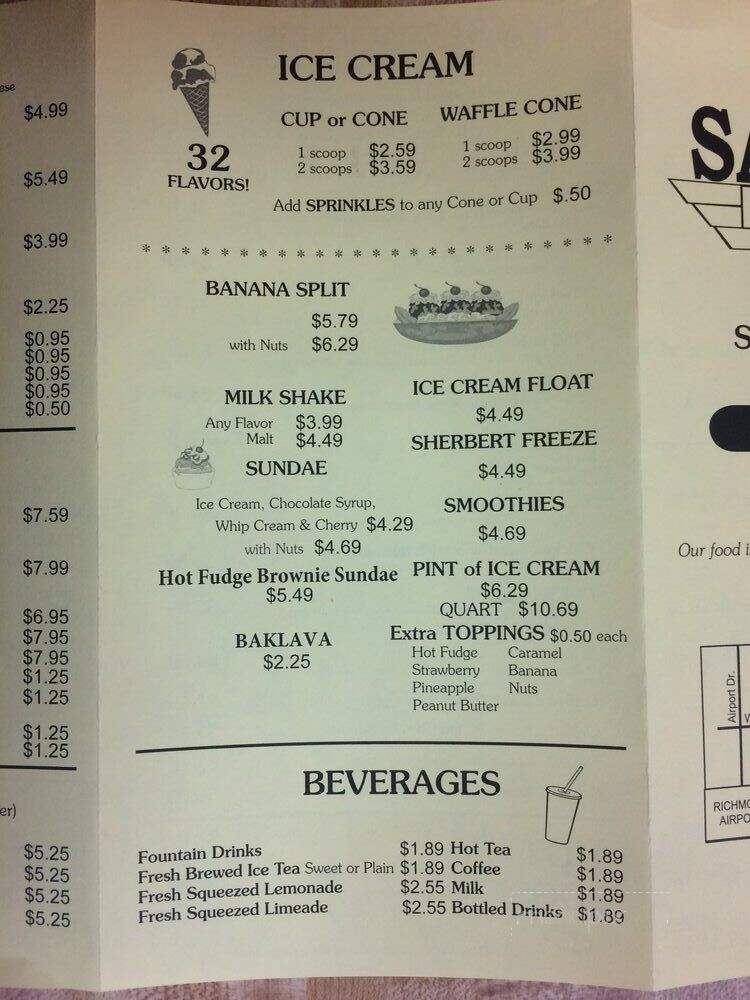 ese
$4.99
$5.49
$3.99
$2.25
$0.95
$0.95
$0.95
$0.95
$0.50
$7.59
$7.99
$6.95
$7.95
$7.95
$1.25
$1.25
$1.25
$1.25
er)
$5.25
$5.25
$5.25
$5.25
ICE CREAM
32
FLAVORS!
CUP or CONE
1 scoop $2.59
2 scoops $3.59
WAFFLE CONE
1 scoop $2.99
2 scoops $3.99
Add SPRINKLES to any Cone or Cup $.50
* * * * * * * * * * * * * * * * * * * * * * * *
BANANA SPLIT
$5.79
with Nuts $6.29
MILK SHAKE
Any Flavor $3.99
Malt $4.49
SUNDAE
Ice Cream, Chocolate Syrup,
Whip Cream & Cherry $4.29
with Nuts $4.69
Hot Fudge Brownie Sundae
$5.49
BAKLAVA
$2.25
ICE CREAM FLOAT
$4.49
SHERBERT FREEZE
$4.49
SMOOTHIES
$4.69
PINT of ICE CREAM
$6.29
QUART $10.69
Extra TOPPINGS $0.50 each
Hot Fudge Caramel
Strawberry Banana
Pineapple Nuts
Peanut Butter
BEVERAGES
Fountain Drinks $1.89
Fresh Brewed Ice Tea Sweet or Plain $1.89
Fresh Squeezed Lemonade $2.55
Fresh Squeezed Limeade $2.55
Hot Tea $1.89
Coffee $1.89
Milk $1.89
Bottled Drinks $1.89
SA
S
Our food i
Airport Dr.
W
RICHMO
AIRPO